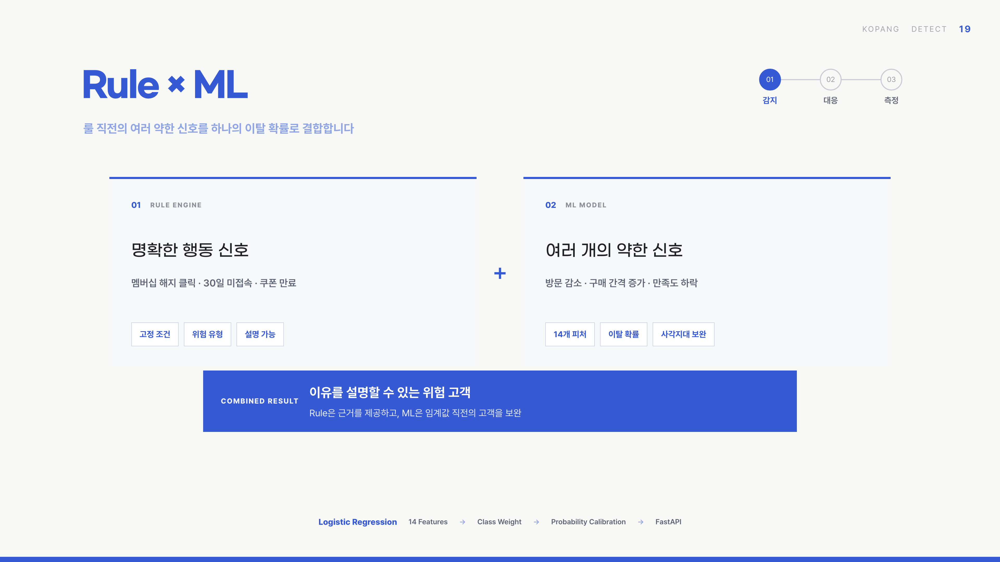 KOPANG DETECT 19
Rule × ML
룰 직전의 여러 약한 신호를 하나의 이탈 확률로 결합합니다
01 02 03
감지 대응 측정
01 RULE ENGINE
명확한 행동 신호
멤버십 해지 클릭 · 30일 미접속 · 쿠폰 만료
고정 조건 위험 유형 설명 가능
+
02 ML MODEL
여러 개의 약한 신호
방문 감소 · 구매 간격 증가 · 만족도 하락
14개 피처 이탈 확률 사각지대 보완
COMBINED RESULT
이유를 설명할 수 있는 위험 고객
Rule은 근거를 제공하고, ML은 임계값 직전의 고객을 보완
Logistic Regression 14 Features → Class Weight → Probability Calibration → FastAPI